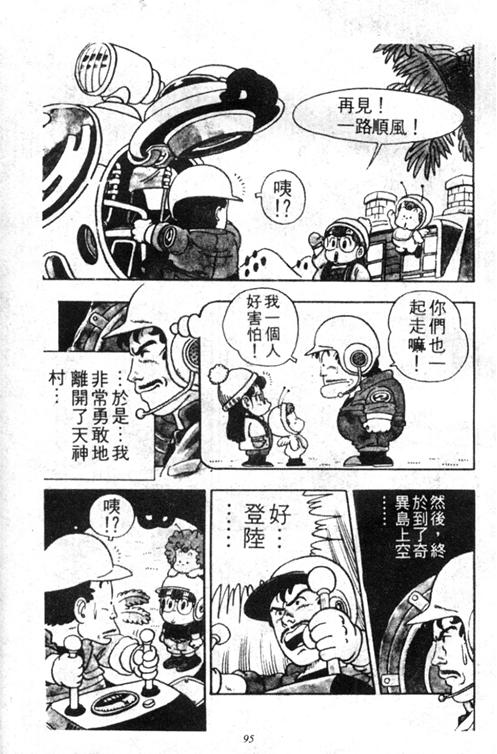 再見！
一路順風！
咦!?
你們也一
起走嘛！
我一個人
好害怕！
…於是…我
非常勇敢地
離開了天神
村…
然後，終
於到了奇
異島上空
……
好…
登陸
……
咦!?
95